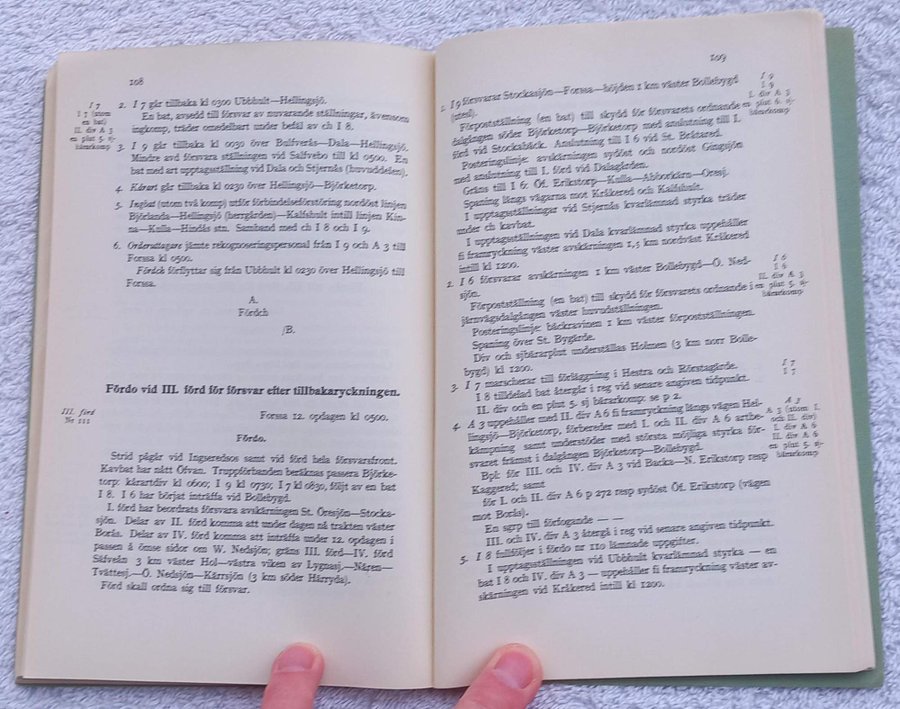 108
I 7
I 7 (utom
en bat)
II. div A 3
en plut 5. sj-
bärarkomp
2. I 7 går tillbaka kl 0300 Ubbhult—Hellingsjö.
En bat, avsedd till försvar av nuvarande ställningar, ävensom
ingkomp, träder omedelbart under befäl av ch I 8.
3. I 9 går tillbaka kl 0030 över Bulfverås—Dala—Hellingsjö.
Mindre avd försvara ställningen vid Salfvebo till kl 0500. En
bat med art upptagställning vid Dala och Stjernås (huvuddelen).
4. Kårart går tillbaka kl 0230 över Hellingsjö—Björketorp.
5. Ingbat (utom två komp) utför förbindelseförstöring nordöst linjen
Björlanda—Hellingsjö (herrgården)—Kalfshult intill linjen Kin-
na—Kulla—Hindås stn. Samband med ch I 8 och I 9.
6. Ordermottagare jämte rekognoseringspersonal från I 9 och A 3 till
Forssa kl 0500.
Fördch förflyttar sig från Ubbhult kl 0230 över Hellingsjö till
Forssa.
A.
Fördch
/B.
Fördo vid III. förd för försvar efter tillbakaryckningen.
III. förd
Nr 111
Forssa 12. opdagen kl 0500.
Fördo.
Strid pågår vid Ingseredsos samt vid förd hela försvarsfront.
Kavbat har nått Öfvan. Truppförbanden beräknas passera Björke-
torp: kårartdiv kl 0600; I 9 kl 0730; I 7 kl 0830, följt av en bat
I 8. I 6 har börjat inträffa vid Bollebygd.
I. förd har beordrats försvara avskärningen St. Öresjön—Stocka-
sjön. Delar av II. förd komma att under dagen nå trakten väster
Borås. Delar av IV. förd komma att inträffa under 12. opdagen i
passen å ömse sidor om W. Nedsjön; gräns III. förd—IV. förd
Säfveån 3 km väster Hol—västra viken av Lygnasj.—Nären—
Tvättesj.—Ö. Nedsjön—Kärrsjön (3 km söder Härryda).
Förd skall ordna sig till försvar.
109
1. I 9 försvarar Stockasjön—Forssa—höjden 1 km väster Bollebygd
(utesl).
I 9
I 9
I. div A 3
en plut 6. sj-
bärarkomp
Förpostställning (en bat) till skydd för försvarets ordnande i
dalgången söder Björketorp—Björketorp med anslutning till I.
förd vid Stockabäck. Anslutning till I 6 vid St. Bråtared.
Posteringslinje: avskärningen sydöst och nordöst Gingsjön
med anslutning till I. förd vid Dalagärden.
Gräns till I 6: Öf. Erikstorp—Kulla—Abborkärn—Oresj.
Spaning längs vägarna mot Kråkered och Kalfshult.
I upptagsställningen vid Stjernås kvarlämnad styrka träder
under ch kavbat.
I upptagsställningen vid Dala kvarlämnad styrka uppehåller
fi framryckning väster avskärningen 1,5 km nordväst Kråkered
intill kl 1200.
2. I 6 försvarar avskärningen 1 km väster Bollebygd—Ö. Ned-
sjön.
I 6
I 6
II. div A 3
en plut 5. sj-
bärarkomp
Förpostställning (en bat) till skydd för försvarets ordnande i
järnvägsdalgången väster huvudställningen.
Posteringslinje: bäckravinen 1 km väster förpostställningen.
Spaning över St. Bygärde.
Div och sjbärarplut underställas Holmen (3 km norr Bolle-
bygd) kl 1200.
3. I 7 marscherar till förläggning i Hestra och Rörstagärde.
I 7
I 7
I 8 tilldelad bat återgår i reg vid senare angiven tidpunkt.
II. div och en plut 5. sj bärarkomp: se p 2.
4. A 3 uppehåller med III. div A 6 fi framryckning längs vägen Hel-
lingsjö—Björketorp, förbereder med I. och II. div A 6 artbe-
kämpning samt understöder med största möjliga styrka för-
svaret främst i dalgången Björketorp—Bollebygd.
A 3
A 3 (utom I.
och II. div)
I. div A 6
II. div A 6
III. div A 6
en plut 5. sj-
bärarkomp
Bpl: för III. och IV. div A 3 vid Backa—N. Erikstorp resp
Kaggered; samt
för I. och II. div A 6 p 272 resp sydöst Öf. Erikstorp (vägen
mot Borås).
En sgrp till förfogande — —
III. och IV. div A 3 återgå i reg vid senare angiven tidpunkt.
5. I 8 fullföljer i fördo nr 110 lämnade uppgifter.
I upptagsställningen vid Ubbhult kvarlämnad styrka — en
bat I 8 och IV. div A 3 — uppehåller fi framryckning väster av-
skärningen vid Kråkered intill kl 1200.